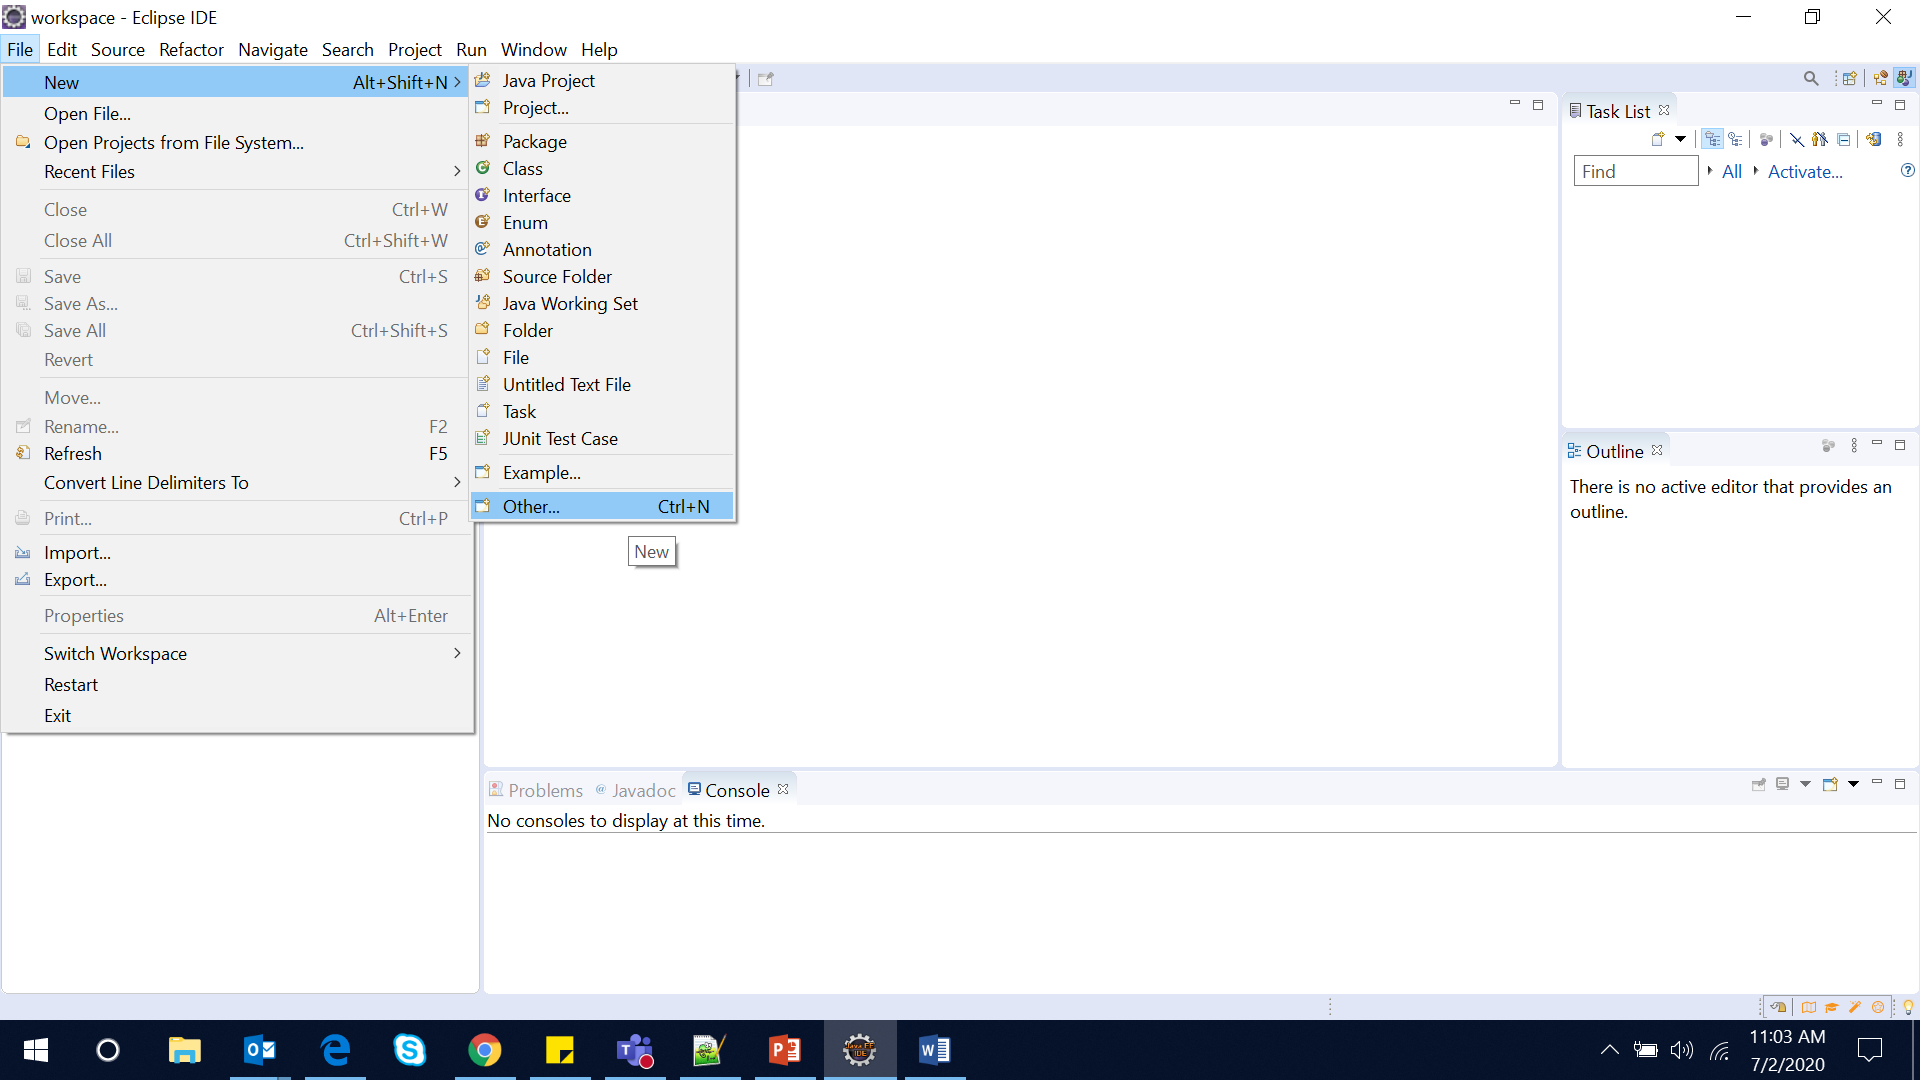 workspace - Eclipse IDE
File Edit Source Refactor Navigate Search Project Run Window Help
New Alt+Shift+N
Open File...
Open Projects from File System...
Recent Files
Close Ctrl+W
Close All Ctrl+Shift+W
Save Ctrl+S
Save As...
Save All Ctrl+Shift+S
Revert
Move...
Rename... F2
Refresh F5
Convert Line Delimiters To
Print... Ctrl+P
Import...
Export...
Properties Alt+Enter
Switch Workspace
Restart
Exit
Java Project
Project...
Package
Class
Interface
Enum
Annotation
Source Folder
Java Working Set
Folder
File
Untitled Text File
Task
JUnit Test Case
Example...
Other... Ctrl+N
New
Task List
Find All Activate...
Outline
There is no active editor that provides an
outline.
Problems @ Javadoc Console
No consoles to display at this time.
Java EE
IDE
11:03 AM
7/2/2020